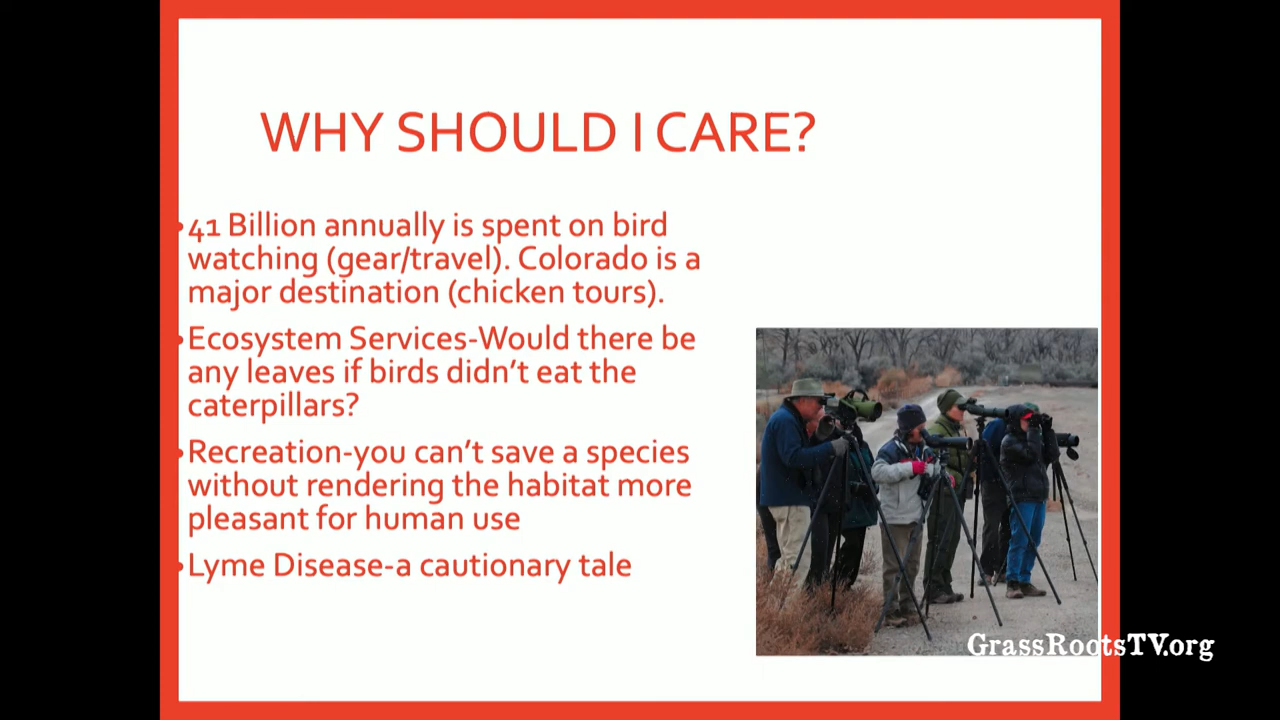 WHY SHOULD I CARE?
•41 Billion annually is spent on bird
watching (gear/travel). Colorado is a
major destination (chicken tours).
•Ecosystem Services-Would there be
any leaves if birds didn’t eat the
caterpillars?
•Recreation-you can’t save a species
without rendering the habitat more
pleasant for human use
•Lyme Disease-a cautionary tale
GrassRootsTV.org